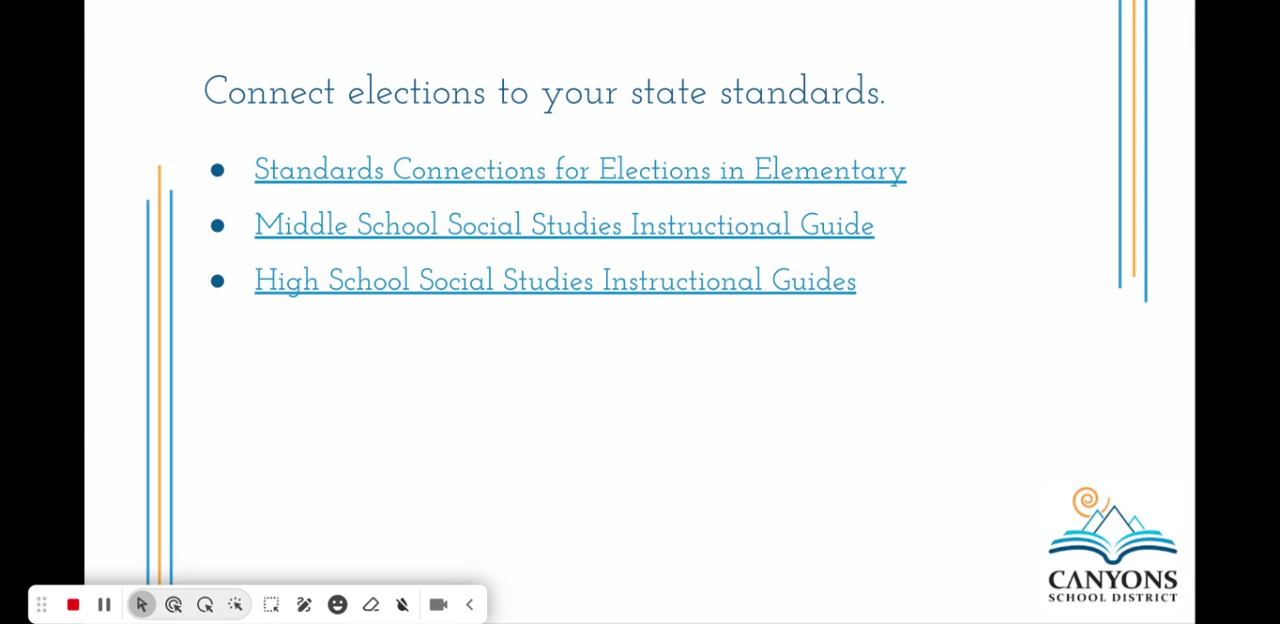 Connect elections to your state standards.
Standards Connections for Elections in Elementary
Middle School Social Studies Instructional Guide
High School Social Studies Instructional Guides
CANYONS
SCHOOL DISTRICT